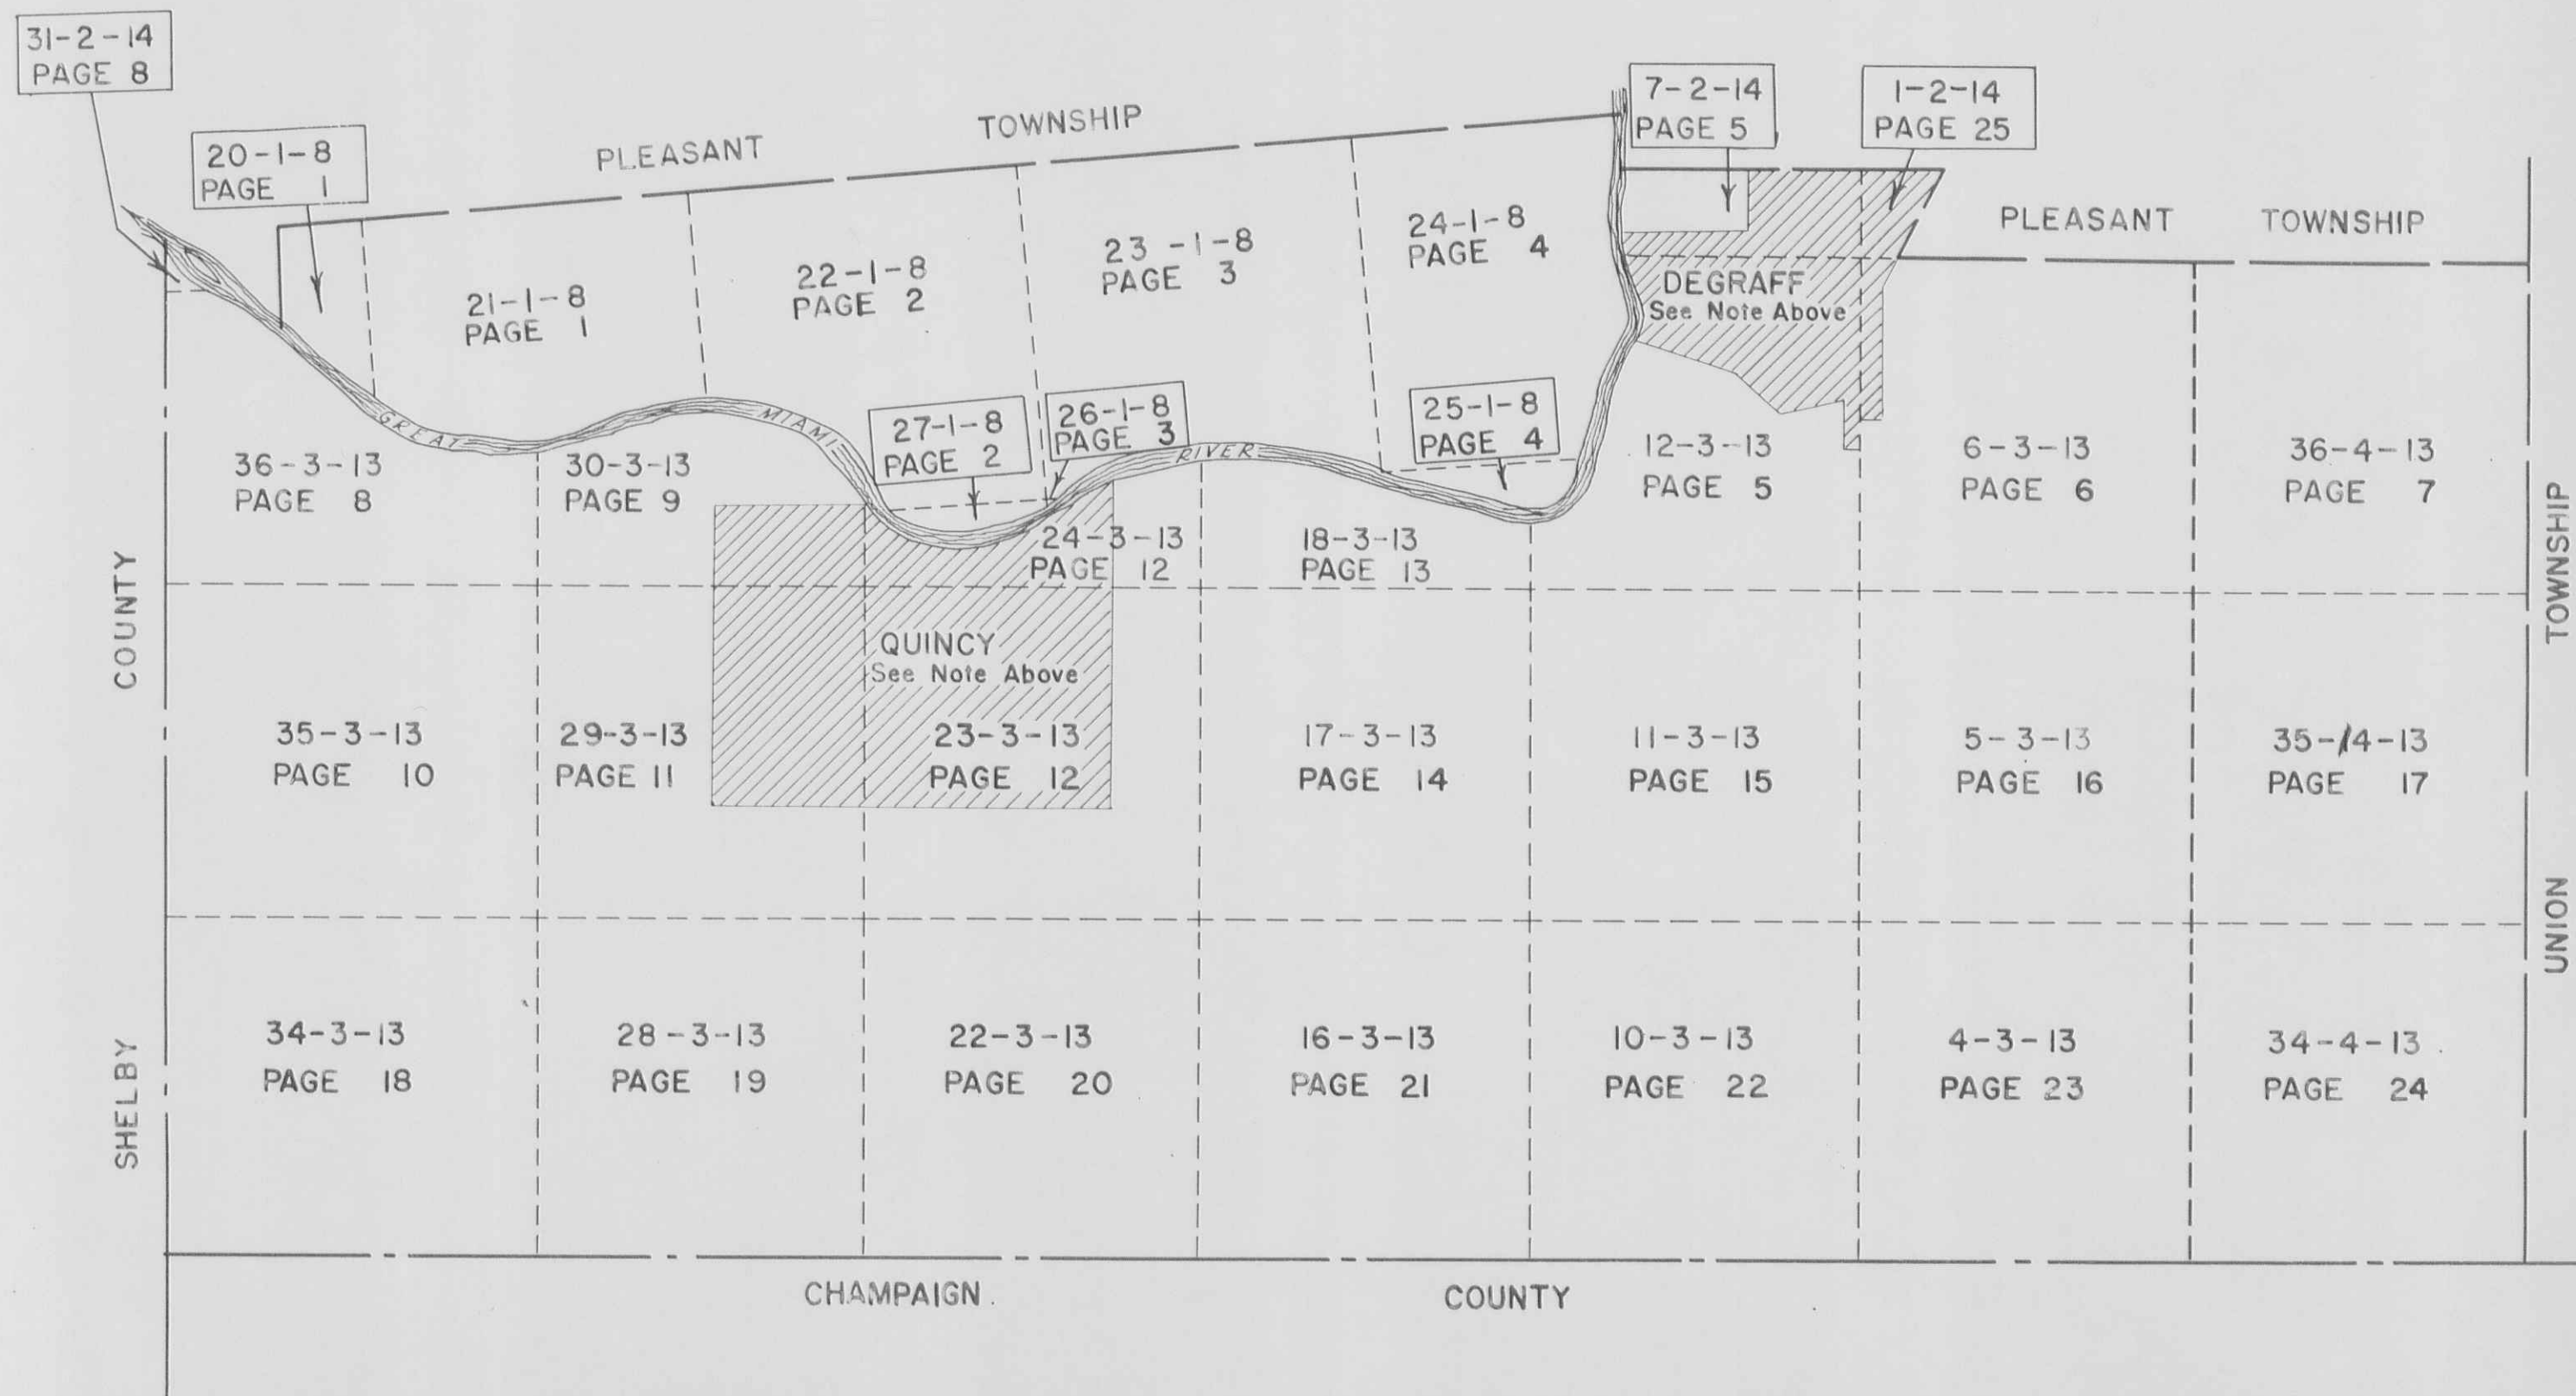 31-2-14
PAGE 8
20-1-8
PAGE 1
PLEASANT TOWNSHIP
7-2-14
PAGE 5
1-2-14
PAGE 25
PLEASANT TOWNSHIP
21-1-8
PAGE 1
22-1-8
PAGE 2
23-1-8
PAGE 3
24-1-8
PAGE 4
DEGRAFF
See Note Above
GREAT MIAMI RIVER
27-1-8
PAGE 2
26-1-8
PAGE 3
25-1-8
PAGE 4
36-3-13
PAGE 8
30-3-13
PAGE 9
24-3-13
PAGE 12
18-3-13
PAGE 13
12-3-13
PAGE 5
6-3-13
PAGE 6
36-4-13
PAGE 7
QUINCY
See Note Above
35-3-13
PAGE 10
29-3-13
PAGE 11
23-3-13
PAGE 12
17-3-13
PAGE 14
11-3-13
PAGE 15
5-3-13
PAGE 16
35-4-13
PAGE 17
34-3-13
PAGE 18
28-3-13
PAGE 19
22-3-13
PAGE 20
16-3-13
PAGE 21
10-3-13
PAGE 22
4-3-13
PAGE 23
34-4-13
PAGE 24
SHELBY COUNTY
UNION TOWNSHIP
CHAMPAIGN COUNTY